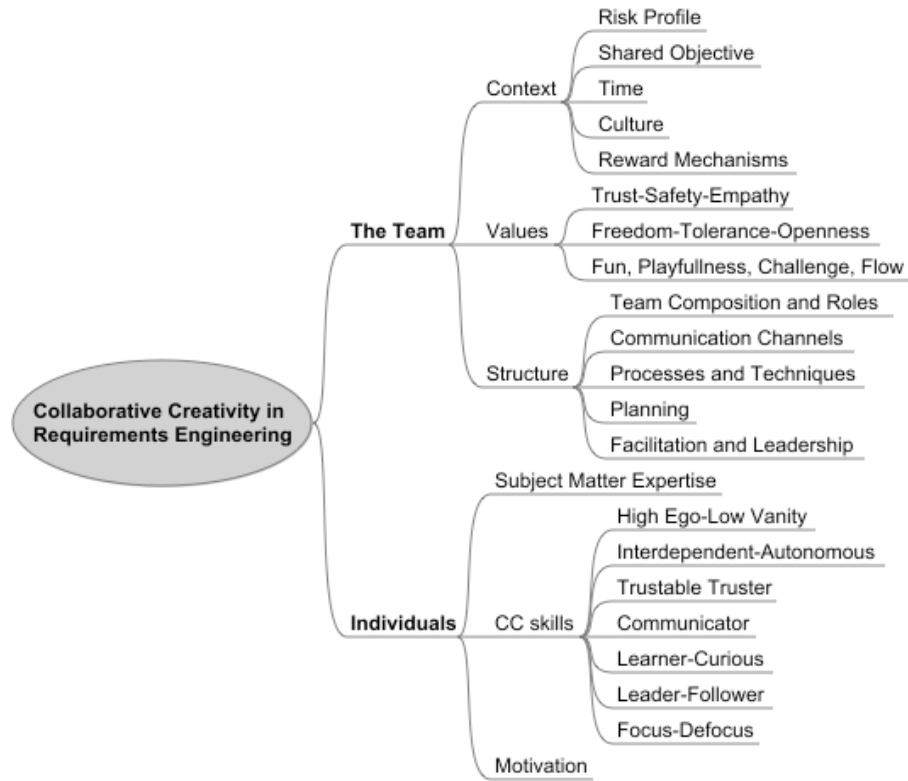 Risk Profile
Shared Objective
Context
Time
Culture
Reward Mechanisms
Trust-Safety-Empathy
The Team
Values
Freedom-Tolerance-Openness
Fun, Playfullness, Challenge, Flow
Team Composition and Roles
Communication Channels
Structure
Processes and Techniques
Planning
Collaborative Creativity in
Requirements Engineering
Facilitation and Leadership
Subject Matter Expertise
High Ego-Low Vanity
Interdependent-Autonomous
Trustable Truster
Individuals
CC skills
Communicator
Learner-Curious
Leader-Follower
Focus-Defocus
Motivation